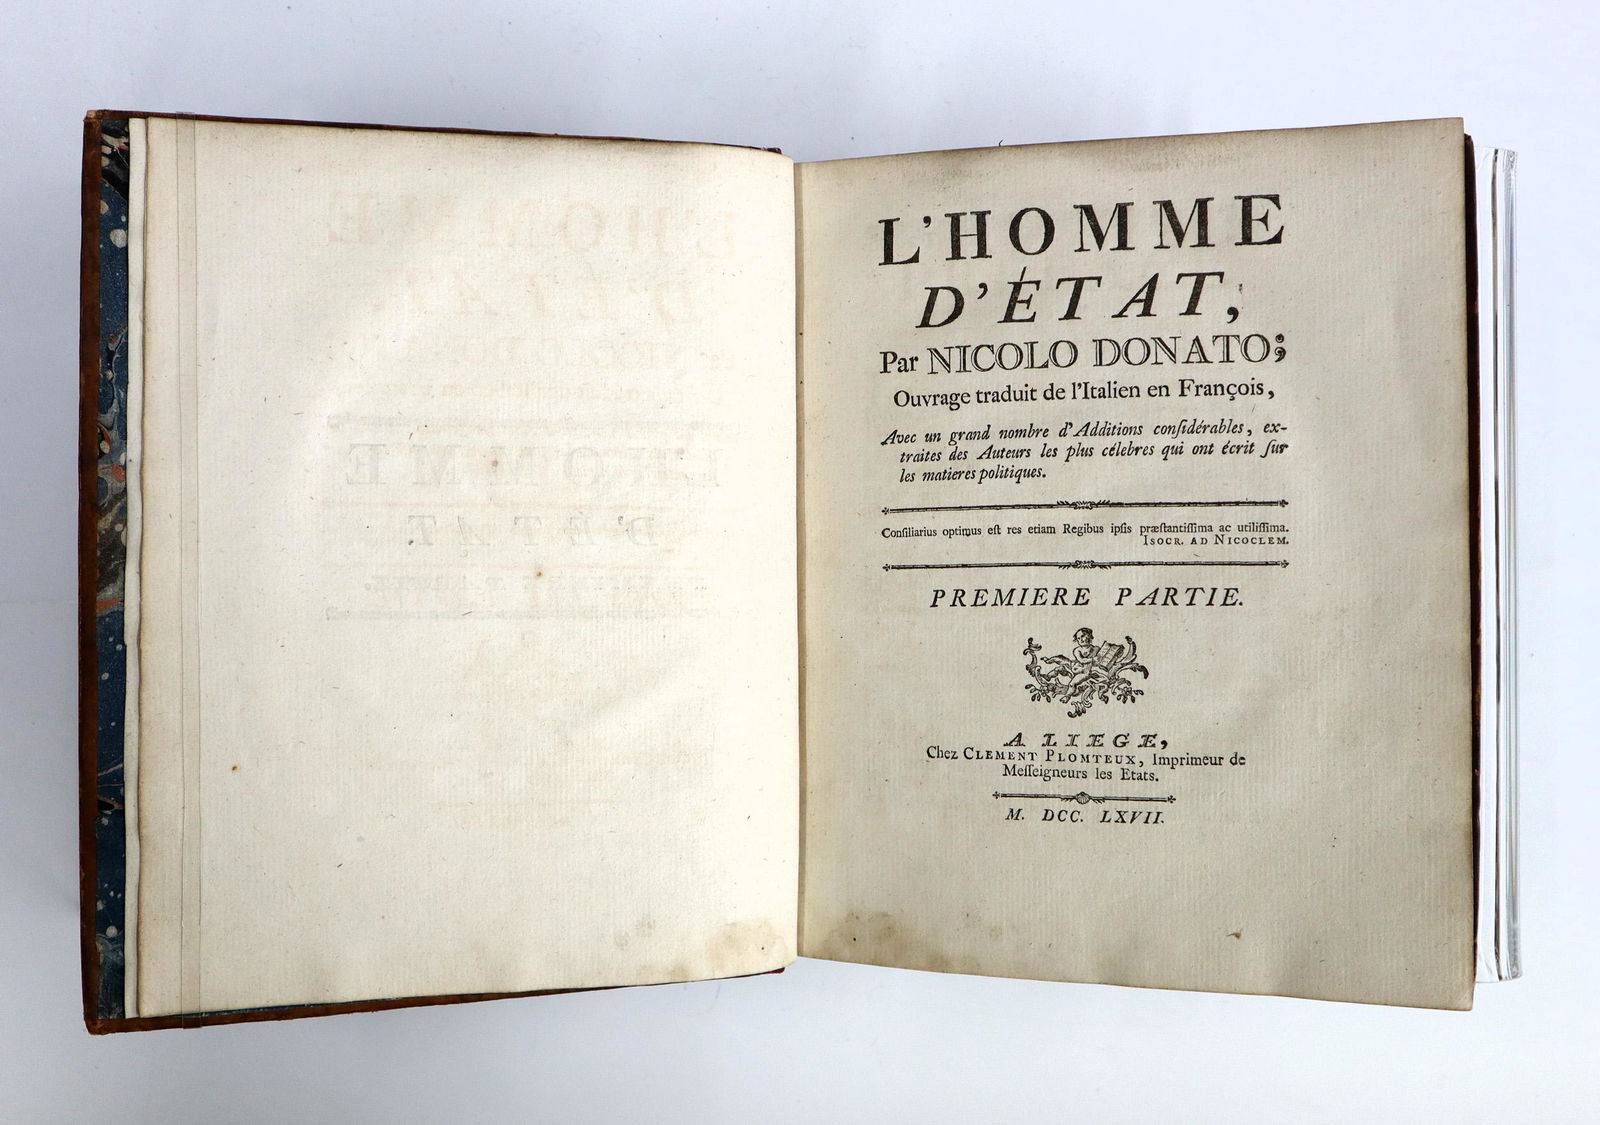 L'HOMME
D'ÉTAT,
Par NICOLO DONATO;
Ouvrage traduit de l'Italien en François,
Avec un grand nombre d'Additions conſidérables, ex-
traites des Auteurs les plus célebres qui ont écrit ſur
les matieres politiques.
Conſiliarius optimus eſt res etiam Regibus ipſis præſtantiſſima ac utiliſſima.
ISOCR. AD NICOCLEM.
PREMIERE PARTIE.
A LIEGE,
Chez CLEMENT PLOMTEUX, Imprimeur de
Meſſeigneurs les Etats.
M. DCC. LXVII.